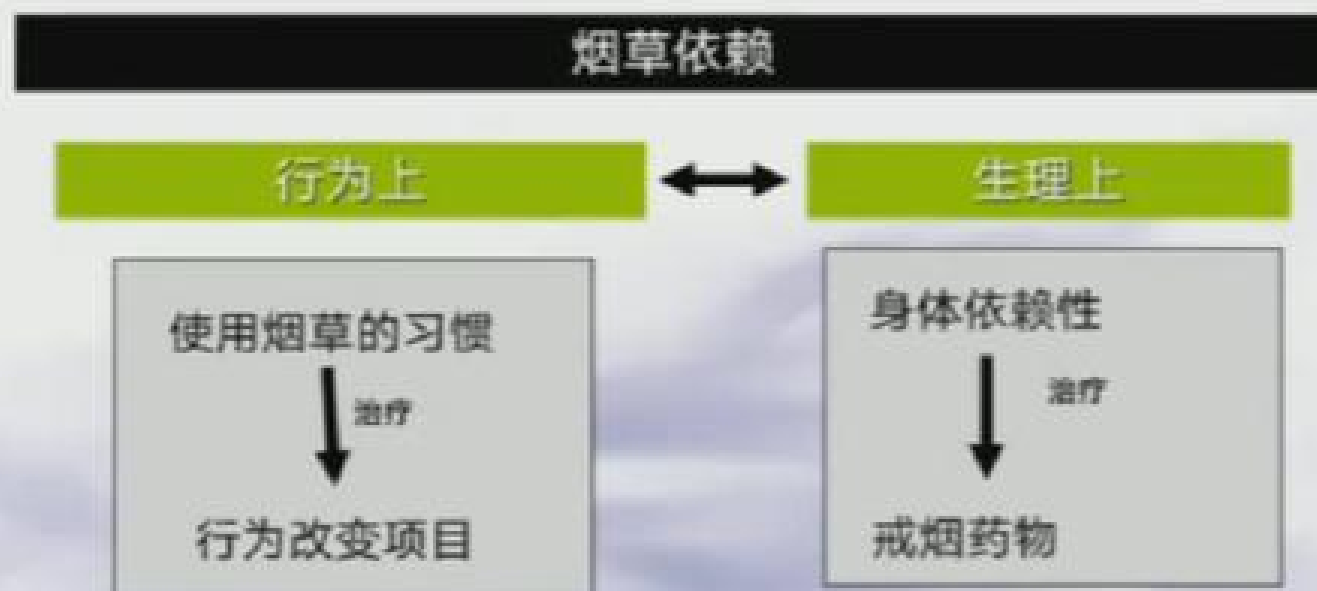 烟草依赖
行为上
生理上
使用烟草的习惯
治疗
行为改变项目
身体依赖性
治疗
戒烟药物